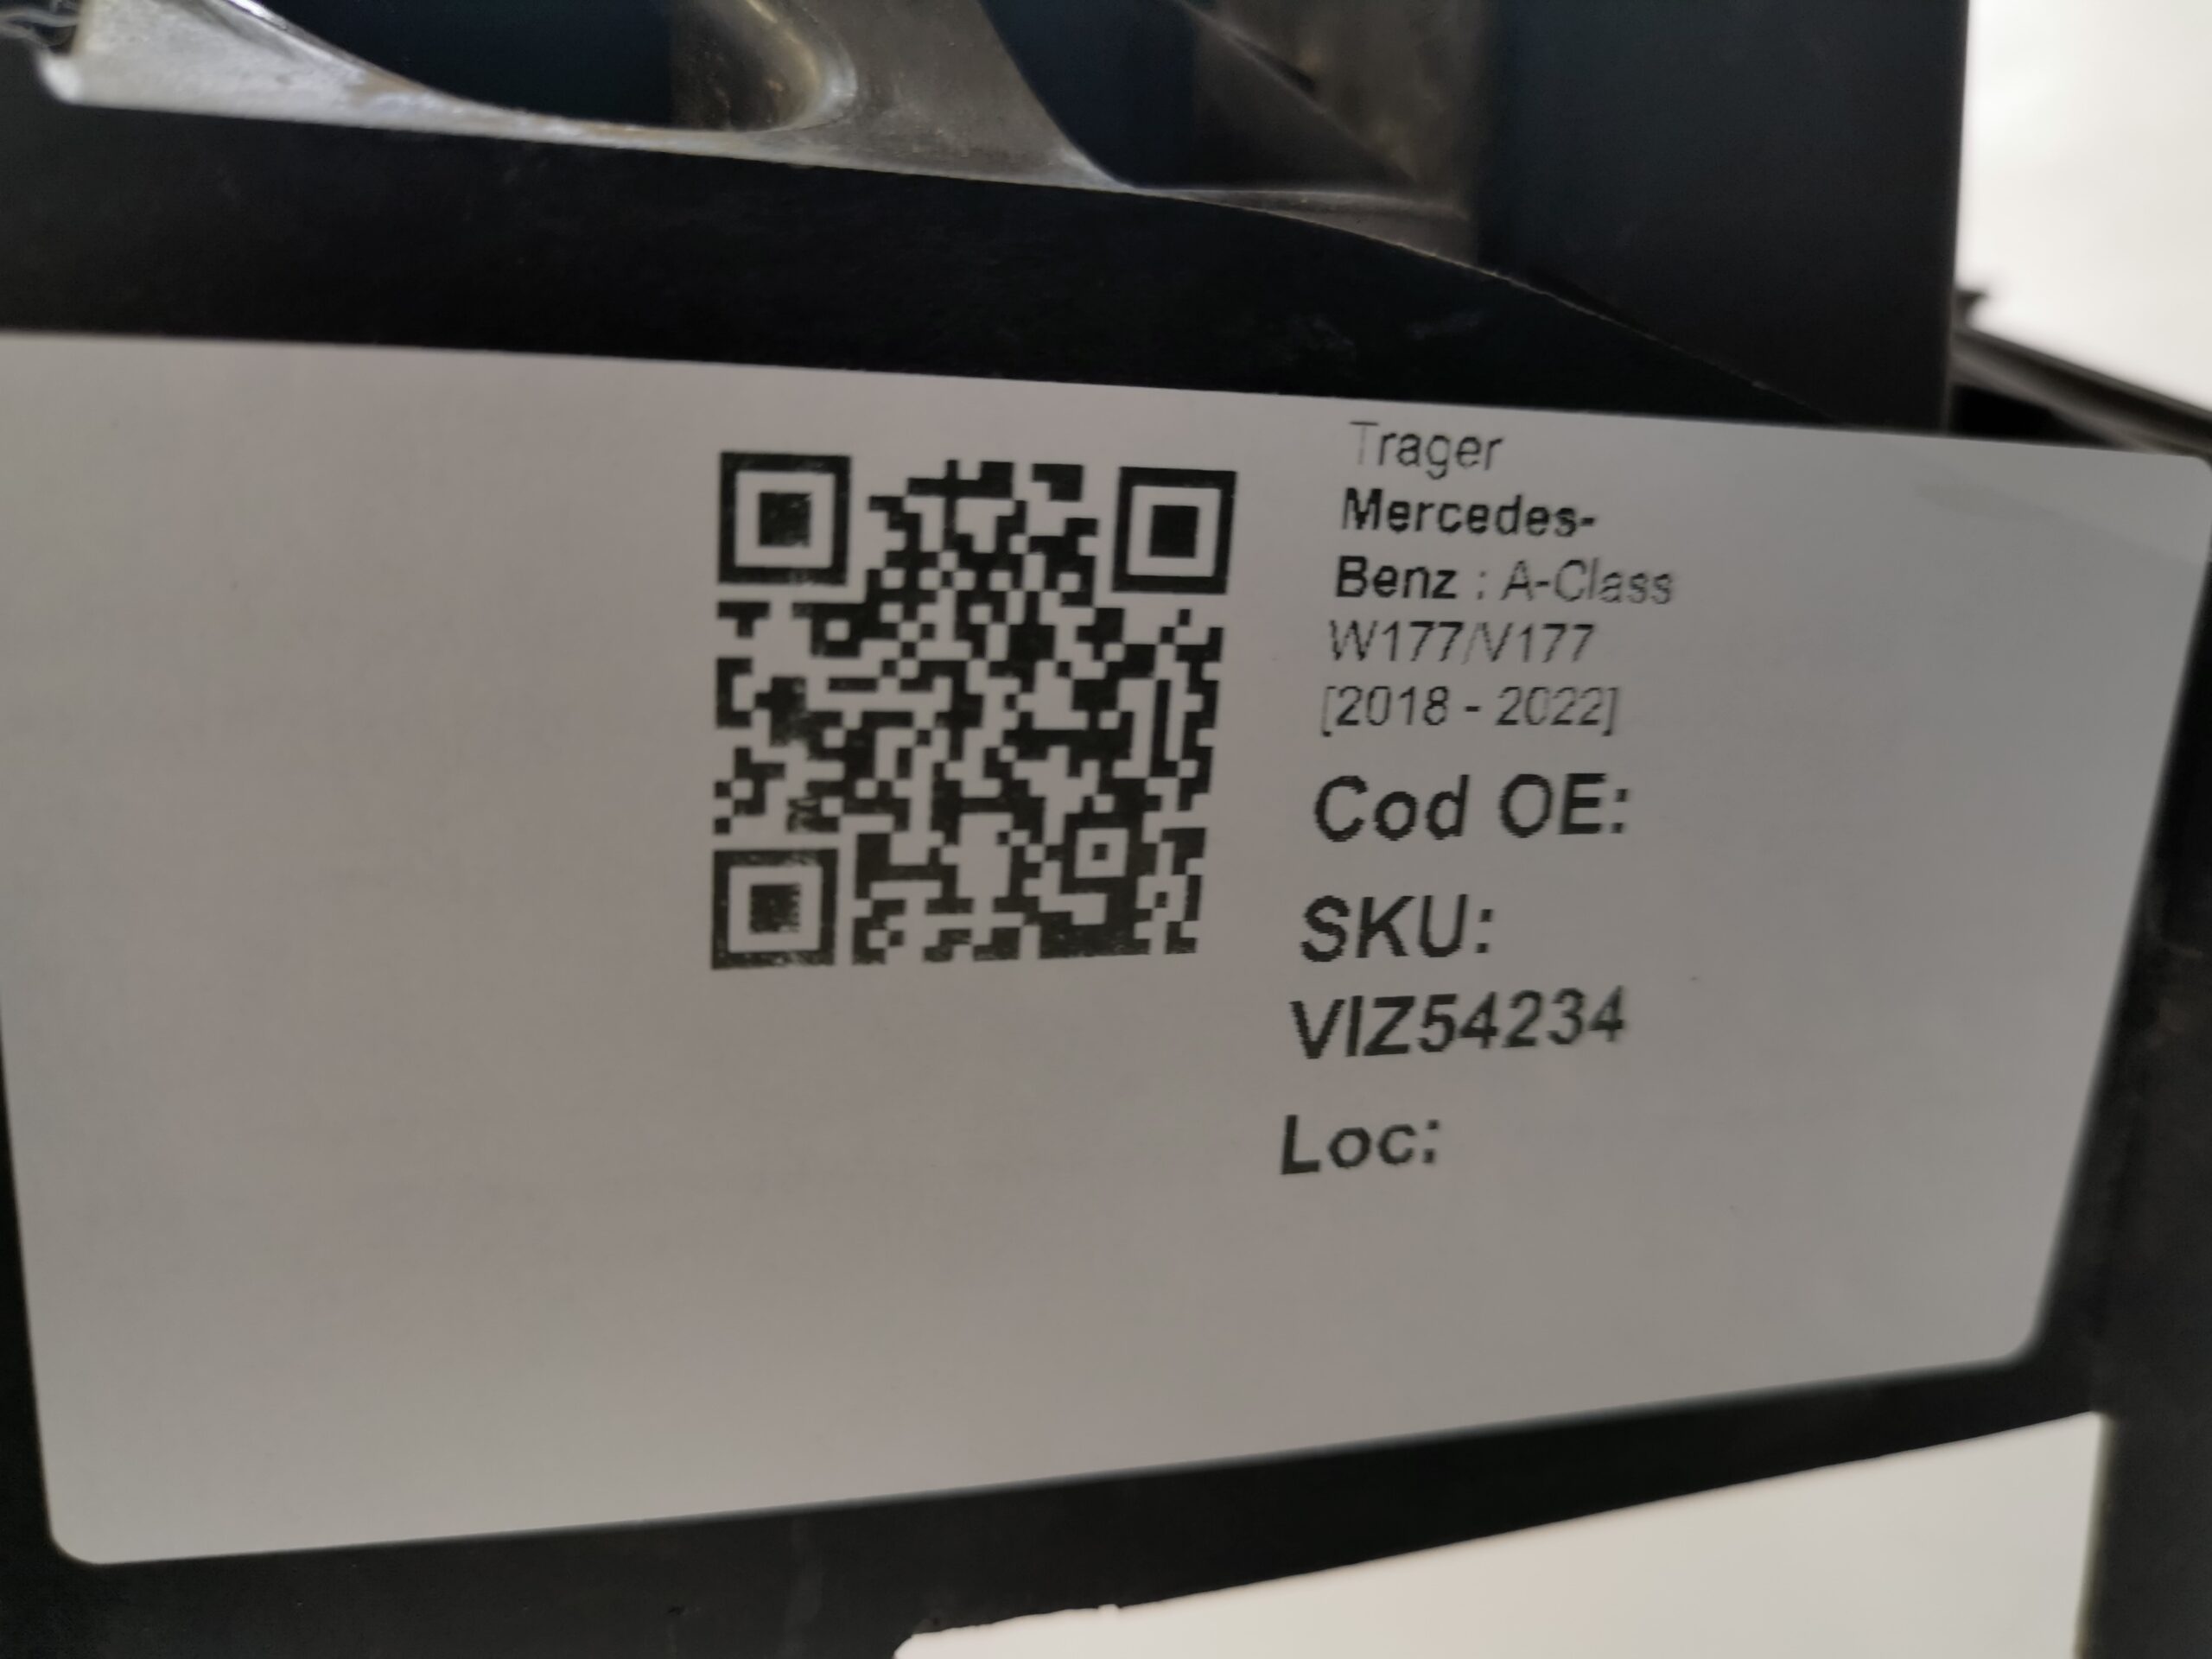 Trager
Mercedes-
Benz : A-Class
W177/V177
[2018 - 2022]
Cod OE:
SKU:
VIZ54234
Loc: